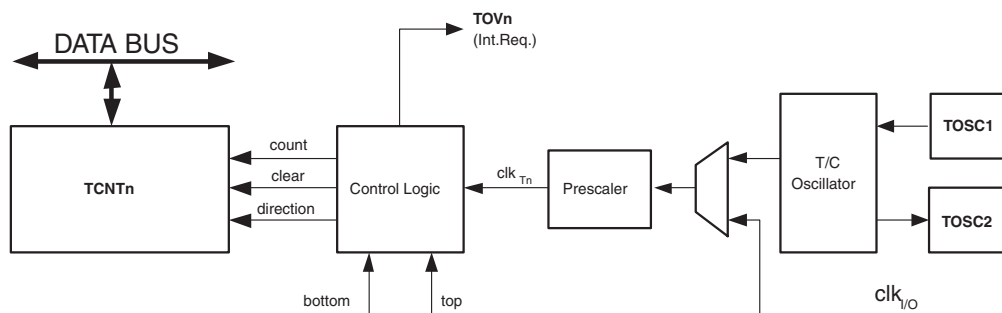 DATA BUS
TOVn
(Int.Req.)
TOSC1
count
TCNTn
clear
Control Logic
clk Tn
Prescaler
T/C
Oscillator
direction
TOSC2
bottom
top
clk I/O